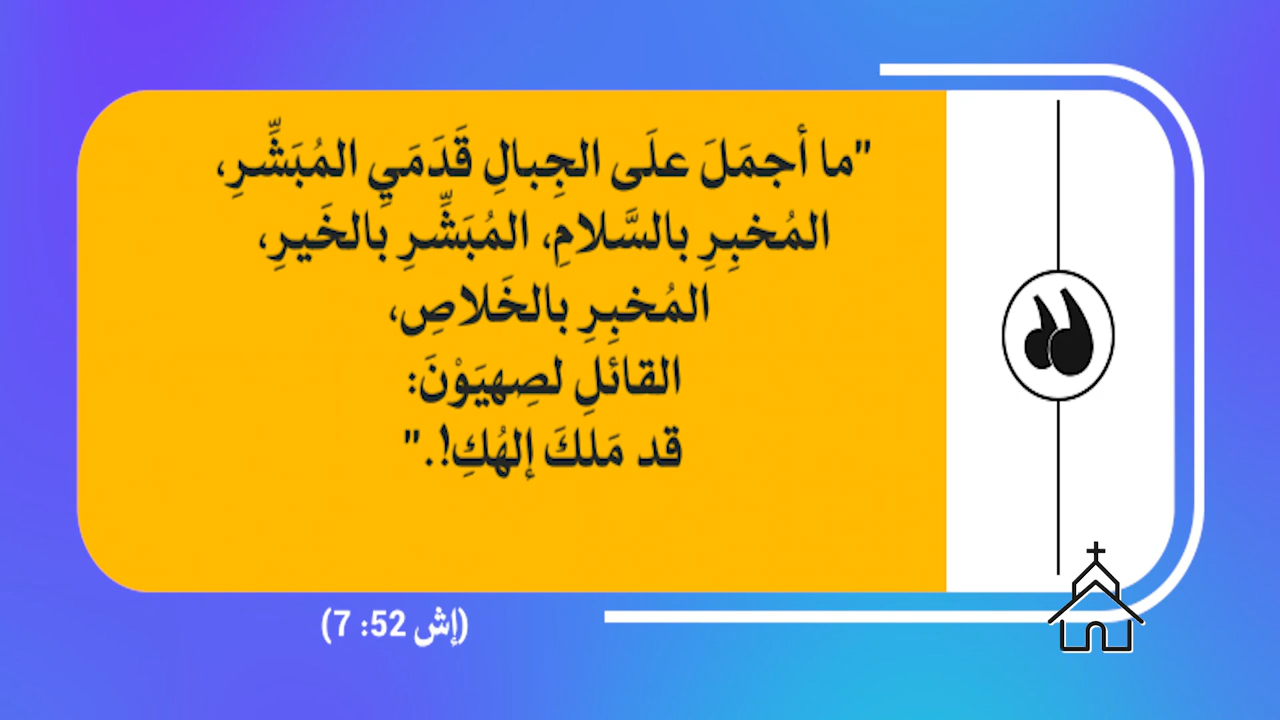 "ما أجمَلَ علَى الجِبالِ قَدَمَيِ المُبَشِّرِ،
المُخبِرِ بالسَّلامِ، المُبَشِّرِ بالخَيرِ،
المُخبِرِ بالخَلاصِ،
القائلِ لصِهيَوْنَ:
قد مَلكَ إلهُكِ!."
(إش 52: 7)